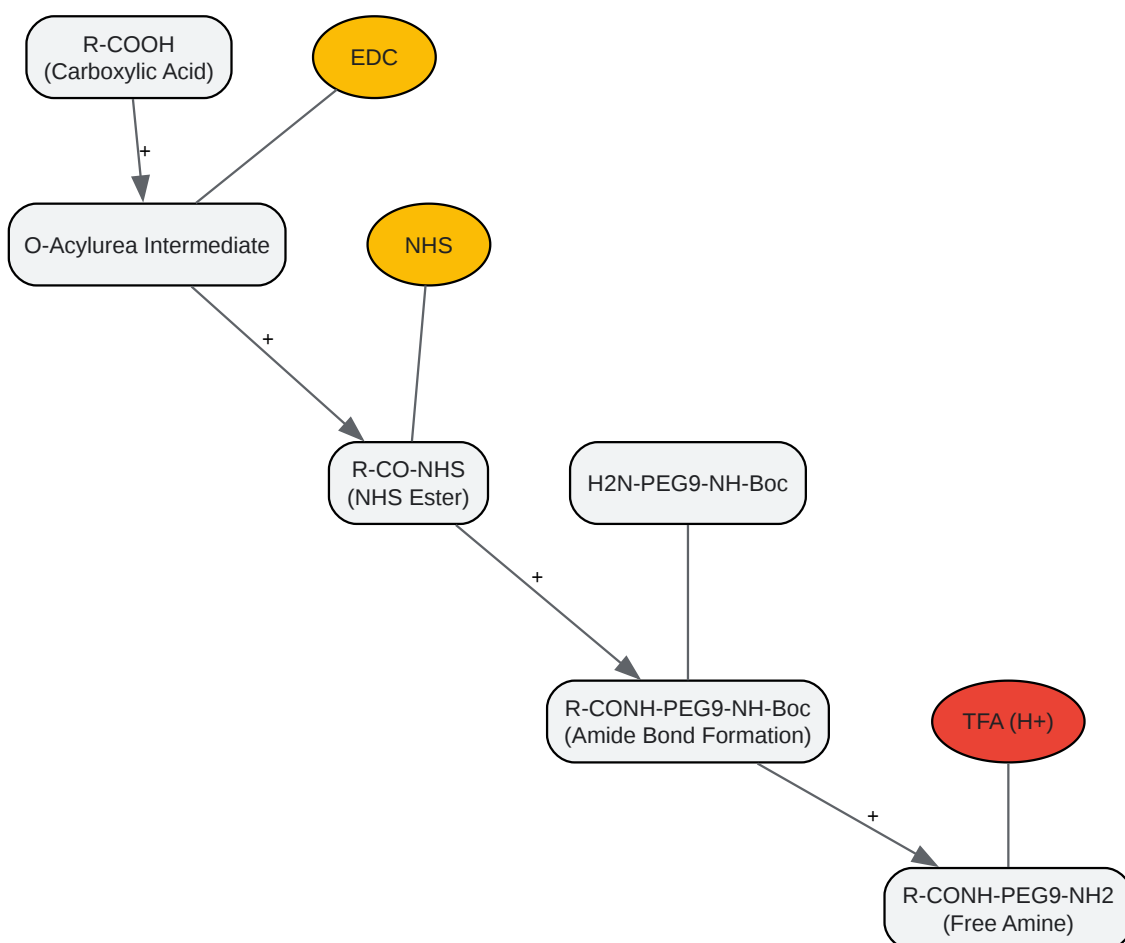 R-COOH
(Carboxylic Acid)
EDC
+
O-Acylurea Intermediate
NHS
+
R-CO-NHS
(NHS Ester)
H2N-PEG9-NH-Boc
+
R-CONH-PEG9-NH-Boc
(Amide Bond Formation)
TFA (H+)
+
R-CONH-PEG9-NH2
(Free Amine)